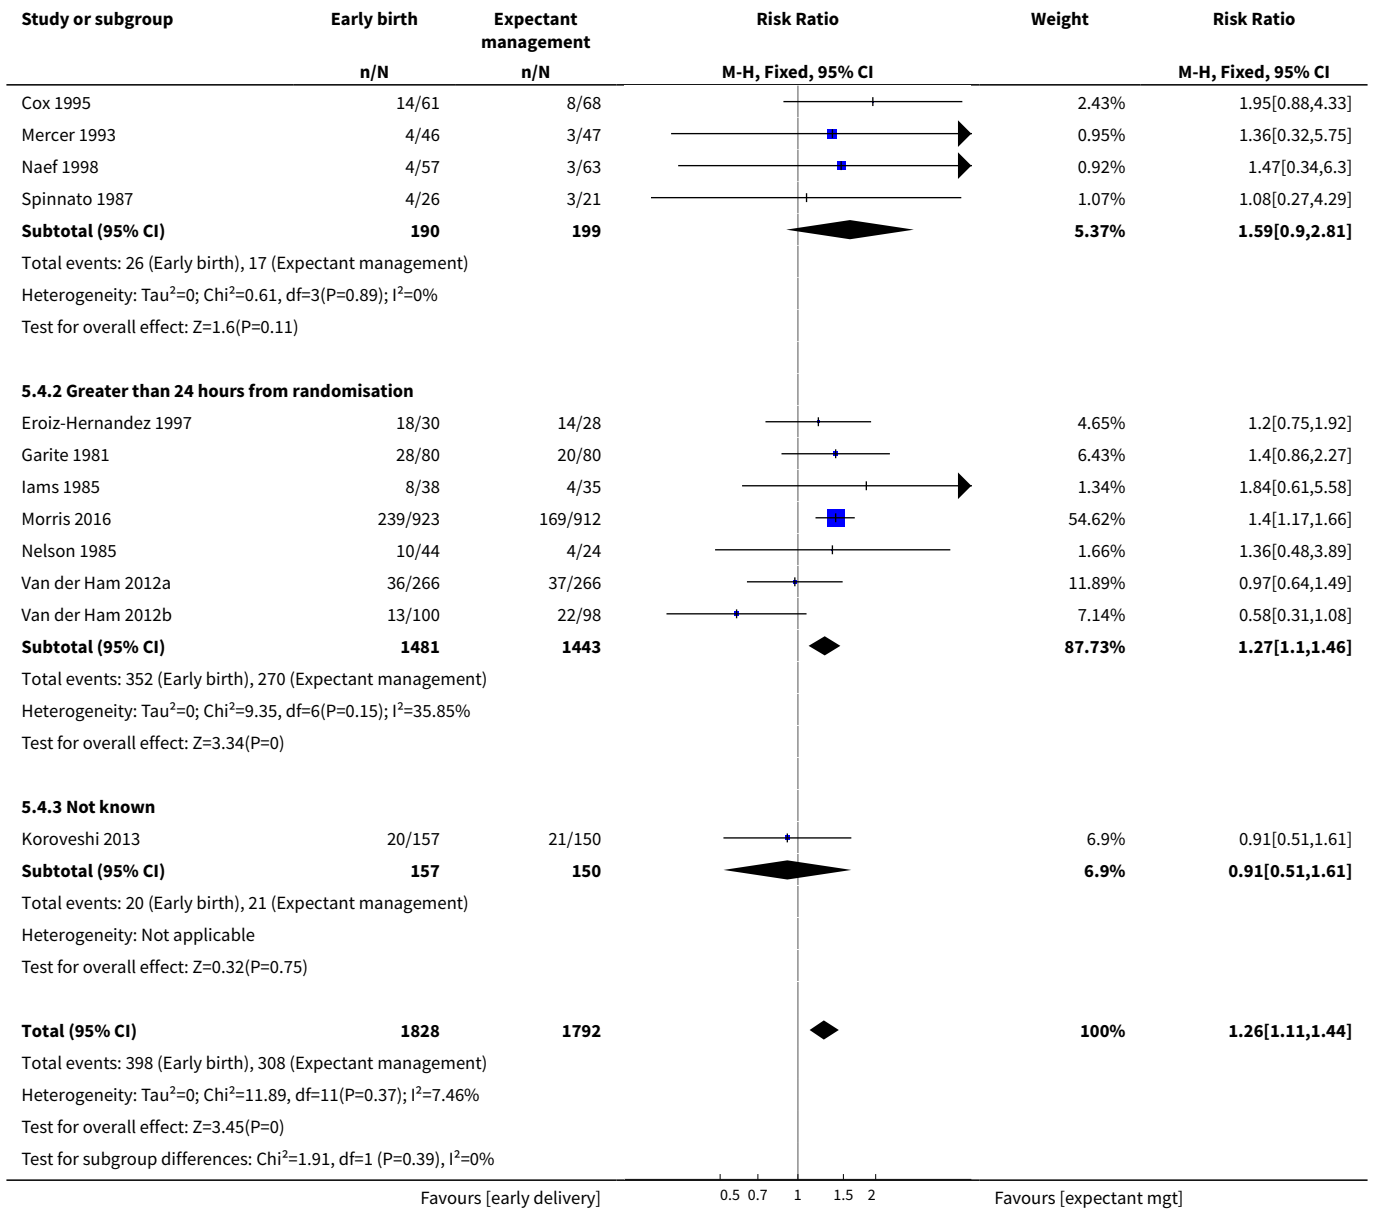 Study or subgroup Early birth Expectant management Risk Ratio Weight Risk Ratio
n/N n/N M-H, Fixed, 95% CI M-H, Fixed, 95% CI
Cox 1995 14/61 8/68 2.43% 1.95[0.88,4.33]
Mercer 1993 4/46 3/47 0.95% 1.36[0.32,5.75]
Naef 1998 4/57 3/63 0.92% 1.47[0.34,6.3]
Spinnato 1987 4/26 3/21 1.07% 1.08[0.27,4.29]
Subtotal (95% CI) 190 199 5.37% 1.59[0.9,2.81]
Total events: 26 (Early birth), 17 (Expectant management)
Heterogeneity: Tau²=0; Chi²=0.61, df=3(P=0.89); I²=0%
Test for overall effect: Z=1.6(P=0.11)
5.4.2 Greater than 24 hours from randomisation
Eroiz-Hernandez 1997 18/30 14/28 4.65% 1.2[0.75,1.92]
Garite 1981 28/80 20/80 6.43% 1.4[0.86,2.27]
Iams 1985 8/38 4/35 1.34% 1.84[0.61,5.58]
Morris 2016 239/923 169/912 54.62% 1.4[1.17,1.66]
Nelson 1985 10/44 4/24 1.66% 1.36[0.48,3.89]
Van der Ham 2012a 36/266 37/266 11.89% 0.97[0.64,1.49]
Van der Ham 2012b 13/100 22/98 7.14% 0.58[0.31,1.08]
Subtotal (95% CI) 1481 1443 87.73% 1.27[1.1,1.46]
Total events: 352 (Early birth), 270 (Expectant management)
Heterogeneity: Tau²=0; Chi²=9.35, df=6(P=0.15); I²=35.85%
Test for overall effect: Z=3.34(P=0)
5.4.3 Not known
Koroveshi 2013 20/157 21/150 6.9% 0.91[0.51,1.61]
Subtotal (95% CI) 157 150 6.9% 0.91[0.51,1.61]
Total events: 20 (Early birth), 21 (Expectant management)
Heterogeneity: Not applicable
Test for overall effect: Z=0.32(P=0.75)
Total (95% CI) 1828 1792 100% 1.26[1.11,1.44]
Total events: 398 (Early birth), 308 (Expectant management)
Heterogeneity: Tau²=0; Chi²=11.89, df=11(P=0.37); I²=7.46%
Test for overall effect: Z=3.45(P=0)
Test for subgroup differences: Chi²=1.91, df=1 (P=0.39), I²=0%
Favours [early delivery] 0.5 0.7 1 1.5 2 Favours [expectant mgt]